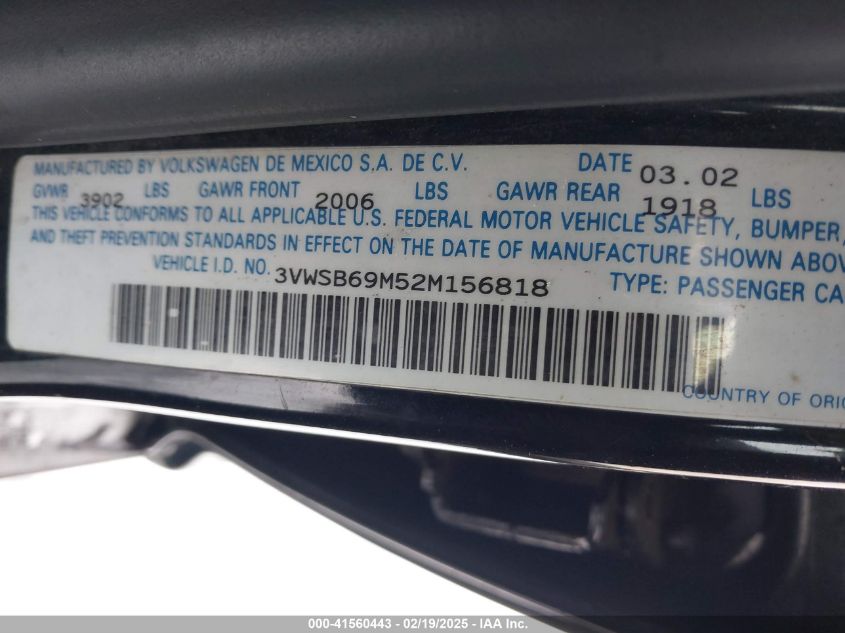 MANUFACTURED BY VOLKSWAGEN DE MEXICO S.A. DE C.V. DATE 03.02
GVWR 3902 LBS GAWR FRONT 2006 LBS GAWR REAR 1918 LBS
THIS VEHICLE CONFORMS TO ALL APPLICABLE U.S. FEDERAL MOTOR VEHICLE SAFETY, BUMPER,
AND THEFT PREVENTION STANDARDS IN EFFECT ON THE DATE OF MANUFACTURE SHOWN ABOV
VEHICLE I.D. NO. 3VWSB69M52M156818 TYPE: PASSENGER CA
COUNTRY OF ORIG
000-41560443 - 02/19/2025 - IAA Inc.